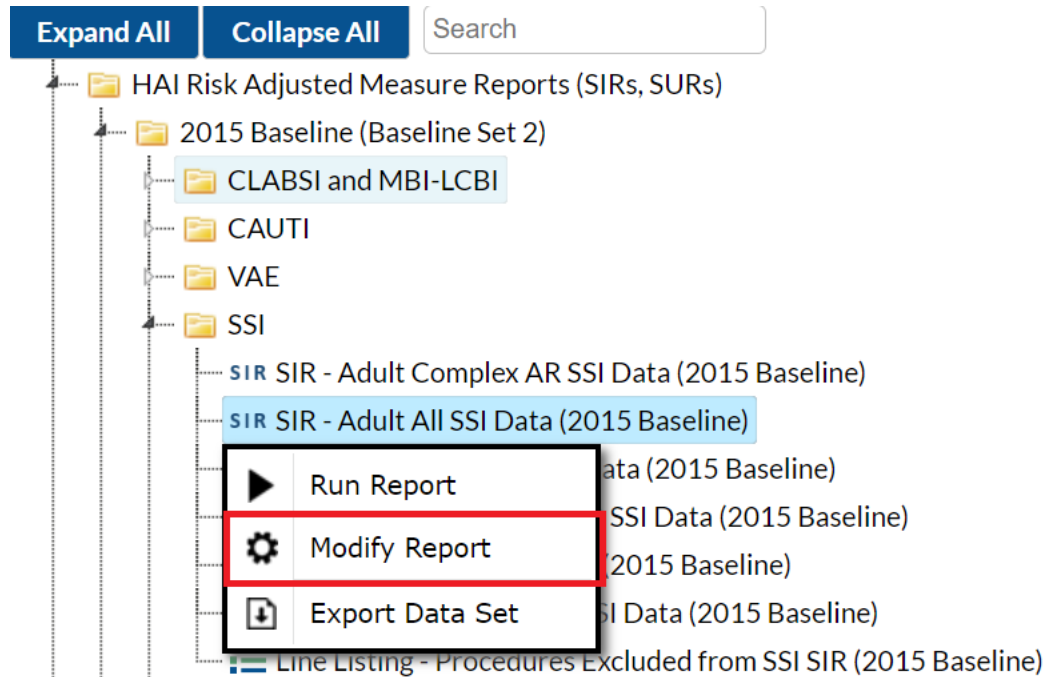 Expand All Collapse All Search
HAI Risk Adjusted Measure Reports (SIRs, SURs)
2015 Baseline (Baseline Set 2)
CLABSI and MBI-LCBI
CAUTI
VAE
SSI
SIR SIR - Adult Complex AR SSI Data (2015 Baseline)
SIR SIR - Adult All SSI Data (2015 Baseline)
ata (2015 Baseline)
Run Report
SSI Data (2015 Baseline)
Modify Report
(2015 Baseline)
Export Data Set
SI Data (2015 Baseline)
Line Listing - Procedures Excluded from SSI SIR (2015 Baseline)